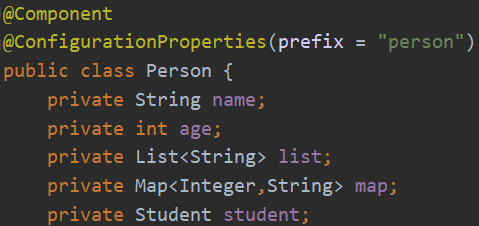 @Component
@ConfigurationProperties(prefix = "person")
public class Person {
    private String name;
    private int age;
    private List<String> list;
    private Map<Integer,String> map;
    private Student student;